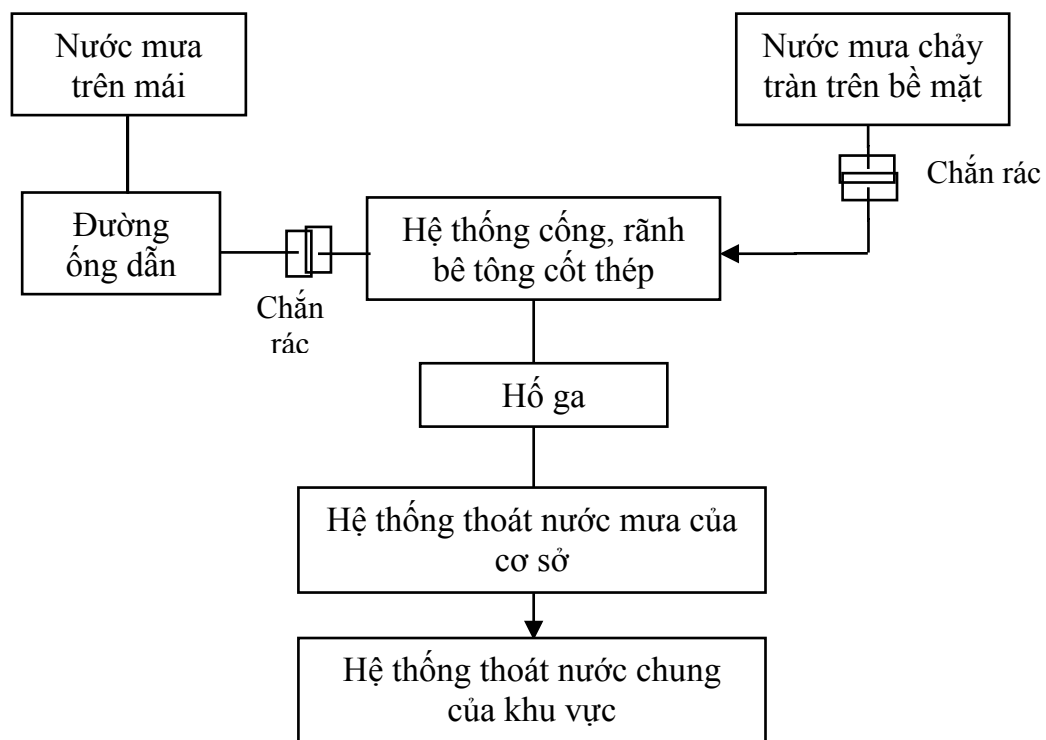 Nước mưa
trên mái
Nước mưa chảy
tràn trên bề mặt
Chắn rác
Đường
ống dẫn
Hệ thống cống, rãnh
bê tông cốt thép
Chắn
rác
Hố ga
Hệ thống thoát nước mưa của
cơ sở
Hệ thống thoát nước chung
của khu vực